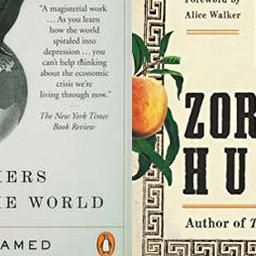 "A magisterial work
... As you learn
how the world
spiraled into
depression ... you
can't help thinking
about the economic
crisis we're
living through now."
The New York Times
Book Review
HERS
E WORLD
AMED
Foreword by
Alice Walker
ZOR
HU
Author of T